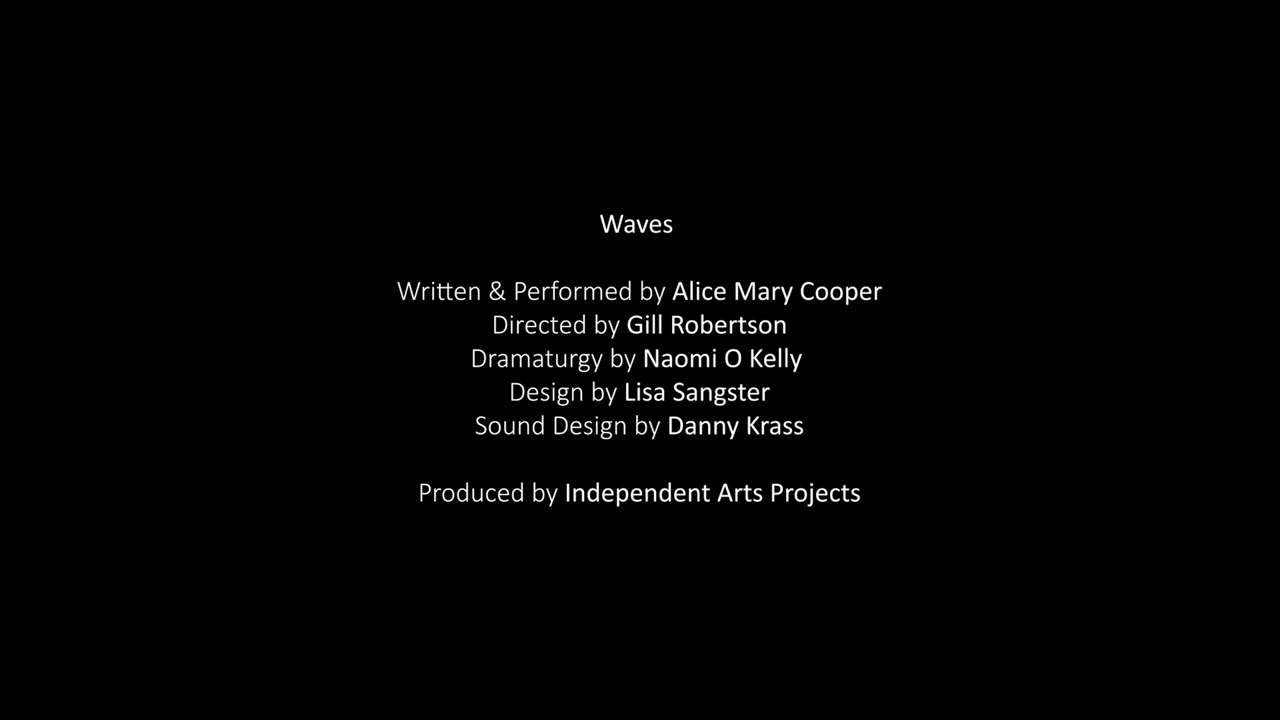 Waves
Written & Performed by Alice Mary Cooper
Directed by Gill Robertson
Dramaturgy by Naomi O Kelly
Design by Lisa Sangster
Sound Design by Danny Krass
Produced by Independent Arts Projects